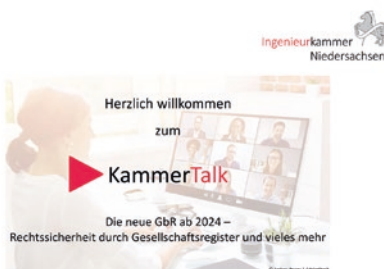 Ingenieurkammer
Niedersachsen
Herzlich willkommen
zum
KammerTalk
Die neue GbR ab 2024 –
Rechtssicherheit durch Gesellschaftsregister und vieles mehr